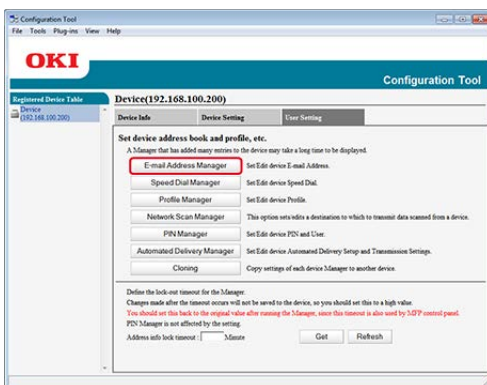 Configuration Tool
File Tools Plug-ins View Help
OKI
Configuration Tool
Registered Device Table
Device
(192.168.100.200)
Device(192.168.100.200)
Device Info
Device Setting
User Setting
Set device address book and profile, etc.
A Manager that has added many entries to the device may take a long time to be displayed.
E-mail Address Manager Set/Edit device E-mail Address.
Speed Dial Manager Set/Edit device Speed Dial.
Profile Manager Set/Edit device Profile.
Network Scan Manager This option sets/edits a destination to which to transmit data scanned from a device.
PIN Manager Set/Edit device PIN and User.
Automated Delivery Manager Set/Edit device Automated Delivery Setup and Transmission Settings.
Cloning Copy settings of each device Manager to another device.
Define the lock-out timeout for the Manager.
Changes made after the timeout occurs will not be saved to the device, so you should set this to a high value.
You should set this back to the original value after running the Manager, since this timeout is also used by MFP control panel.
PIN Manager is not affected by the setting.
Address info lock timeout : Minute Get Refresh